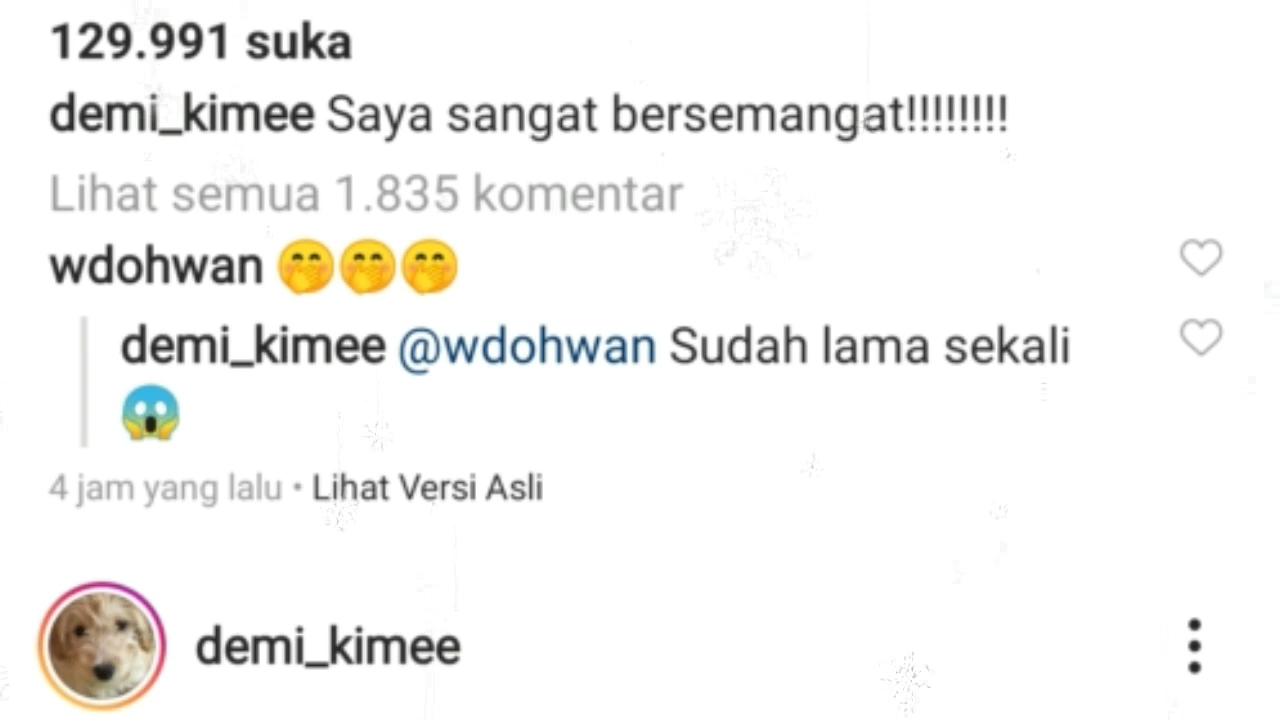 129.991 suka
demi_kimee Saya sangat bersemangat!!!!!!!!
Lihat semua 1.835 komentar
wdohwan 🤭🤭🤭
demi_kimee @wdohwan Sudah lama sekali
😱
4 jam yang lalu • Lihat Versi Asli
demi_kimee